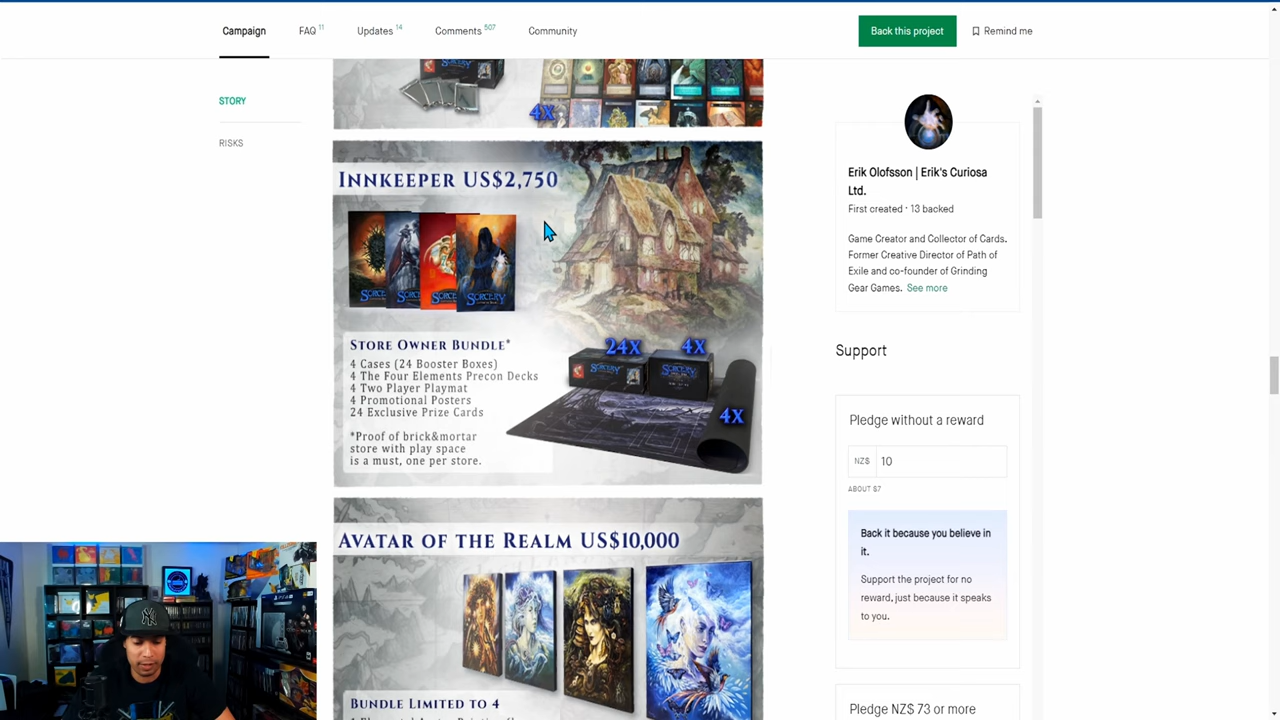 Campaign
FAQ 11
Updates 14
Comments 507
Community
Back this project
Remind me
STORY
RISKS
4X
INNKEEPER US$2,750
SORCERY
STORE OWNER BUNDLE*
4 Cases (24 Booster Boxes)
4 The Four Elements Precon Decks
4 Two Player Playmat
4 Promotional Posters
24 Exclusive Prize Cards
*Proof of brick&mortar
store with play space
is a must, one per store.
24X
4X
4X
AVATAR OF THE REALM US$10,000
BUNDLE LIMITED TO 4
Erik Olofsson | Erik's Curiosa
Ltd.
First created · 13 backed
Game Creator and Collector of Cards.
Former Creative Director of Path of
Exile and co-founder of Grinding
Gear Games. See more
Support
Pledge without a reward
NZ$ 10
ABOUT $7
Back it because you believe in
it.
Support the project for no
reward, just because it speaks
to you.
Pledge NZ$ 73 or more